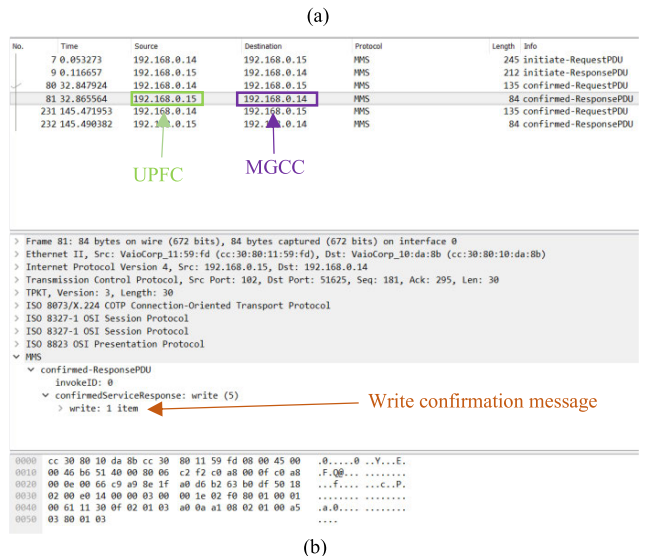 (a)
No. Time Source Destination Protocol Length Info
7 0.053273 192.168.0.14 192.168.0.15 MMS 245 initiate-RequestPDU
9 0.116657 192.168.0.15 192.168.0.14 MMS 212 initiate-ResponsePDU
80 32.847924 192.168.0.14 192.168.0.15 MMS 135 confirmed-RequestPDU
81 32.865564 192.168.0.15 192.168.0.14 MMS 84 confirmed-ResponsePDU
231 145.471953 192.168.0.14 192.168.0.15 MMS 135 confirmed-RequestPDU
232 145.490382 192.168.0.15 192.168.0.14 MMS 84 confirmed-ResponsePDU
UPFC MGCC
> Frame 81: 84 bytes on wire (672 bits), 84 bytes captured (672 bits) on interface 0
> Ethernet II, Src: VaioCorp_11:59:fd (cc:30:80:11:59:fd), Dst: VaioCorp_10:da:8b (cc:30:80:10:da:8b)
> Internet Protocol Version 4, Src: 192.168.0.15, Dst: 192.168.0.14
> Transmission Control Protocol, Src Port: 102, Dst Port: 51625, Seq: 181, Ack: 295, Len: 30
> TPKT, Version: 3, Length: 30
> ISO 8073/X.224 COTP Connection-Oriented Transport Protocol
> ISO 8327-1 OSI Session Protocol
> ISO 8327-1 OSI Session Protocol
> ISO 8823 OSI Presentation Protocol
MMS
confirmed-ResponsePDU
invokeID: 0
confirmedServiceResponse: write (5)
> write: 1 item
Write confirmation message
0000 cc 30 80 10 da 8b cc 30 80 11 59 fd 08 00 45 00 .0.....0 ..Y...E.
0010 00 46 b6 51 40 00 80 06 c2 f2 c0 a8 00 0f c0 a8 .F.Q@... ........
0020 00 0e 00 66 c9 a9 8e 1f a0 d6 b2 63 b0 df 50 18 ...f.... ...c..P.
0030 02 00 e0 14 00 00 03 00 00 1e 02 f0 80 01 00 01 ........ ........
0040 00 61 11 30 0f 02 01 03 a0 0a a1 08 02 01 00 a5 .a.0.... ........
0050 03 80 01 03 ....
(b)